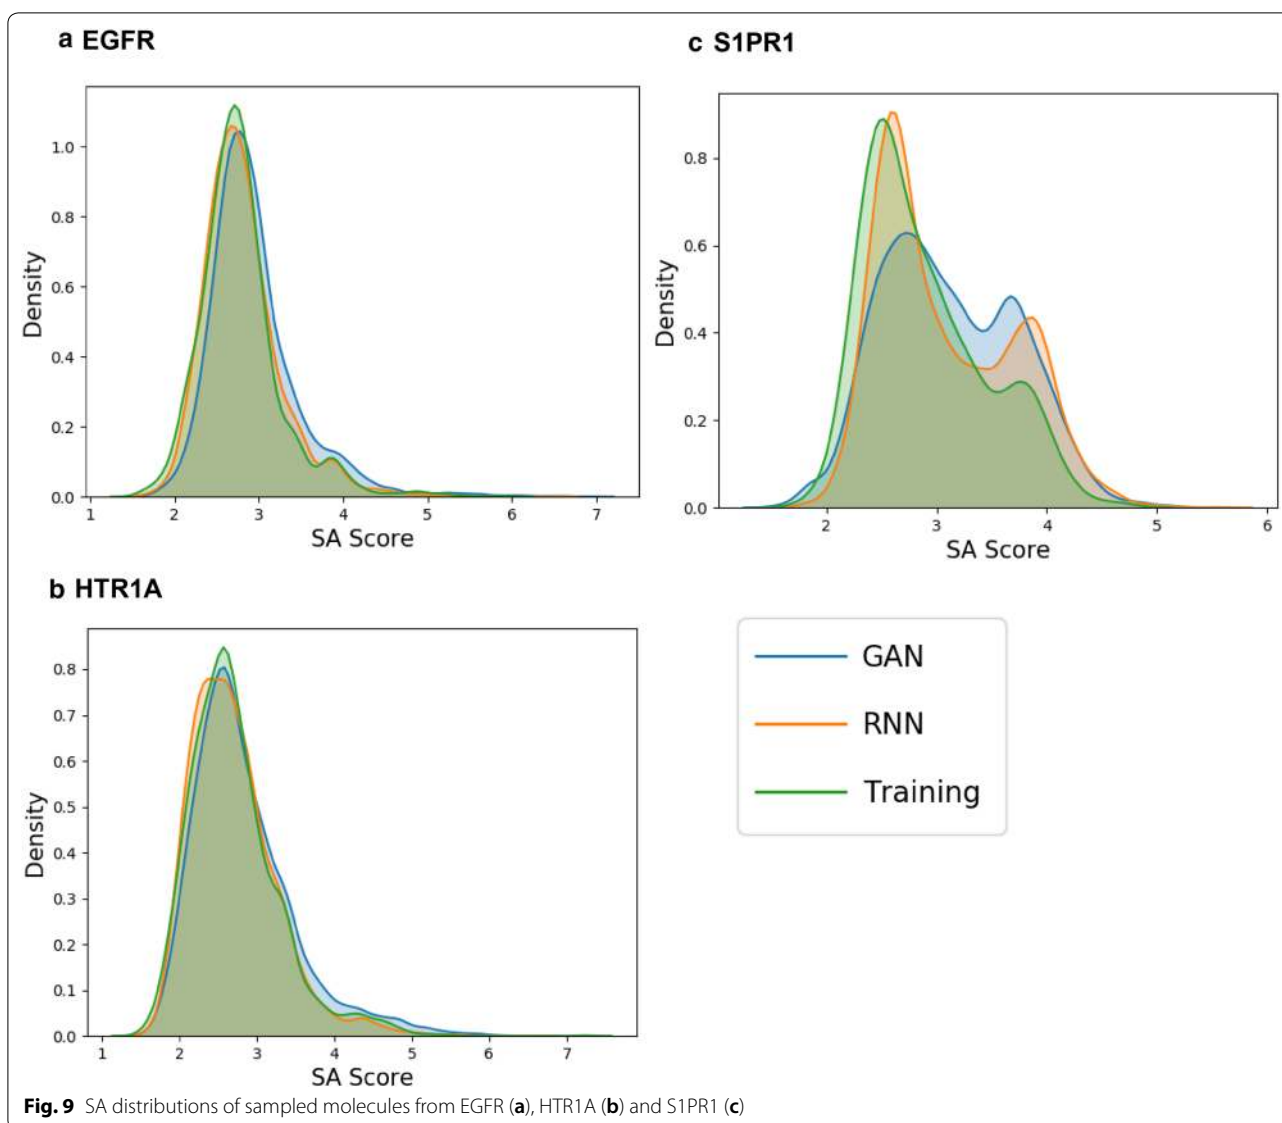 a EGFR
1.0
0.8
0.6
0.4
0.2
0.0
Density
1 2 3 4 5 6 7
SA Score
c S1PR1
0.8
0.6
0.4
0.2
0.0
Density
2 3 4 5 6
SA Score
b HTR1A
0.8
0.7
0.6
0.5
0.4
0.3
0.2
0.1
0.0
Density
1 2 3 4 5 6 7
SA Score
GAN
RNN
Training
Fig. 9 SA distributions of sampled molecules from EGFR (a), HTR1A (b) and S1PR1 (c)